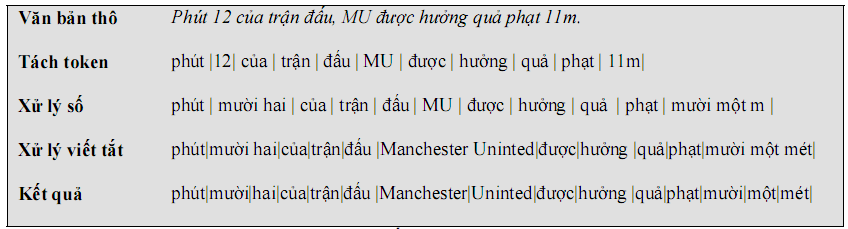 Văn bản thô Phút 12 của trận đấu, MU được hưởng quả phạt 11m.
Tách token phút |12| của | trận | đấu | MU | được | hưởng | quả | phạt | 11m|
Xử lý số phút | mười hai | của | trận | đấu | MU | được | hưởng | quả | phạt | mười một m |
Xử lý viết tắt phút|mười hai|của|trận|đấu |Manchester Uninted|được|hưởng |quả|phạt|mười một mét|
Kết quả phút|mười|hai|của|trận|đấu |Manchester|Uninted|được|hưởng |quả|phạt|mười|một|mét|